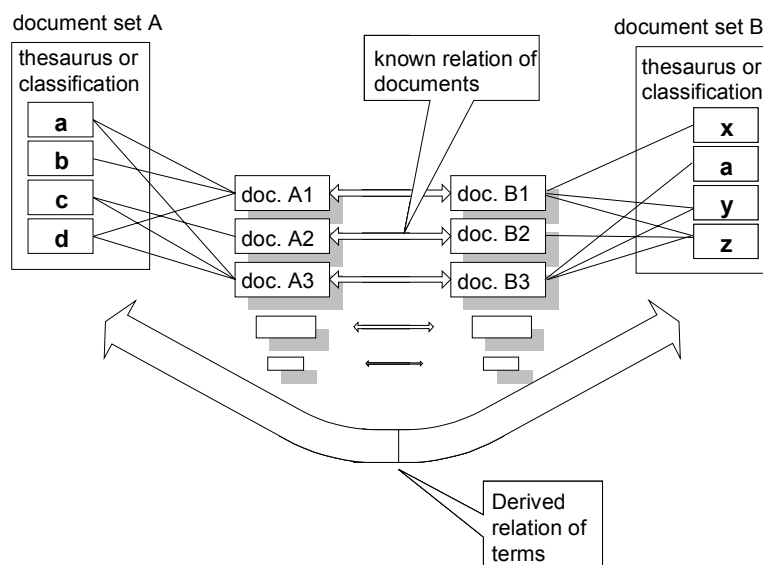 document set A
document set B
thesaurus or
classification
known relation of
documents
thesaurus or
classification
a
b
c
d
x
a
y
z
doc. A1
doc. B1
doc. A2
doc. B2
doc. A3
doc. B3
Derived
relation of
terms